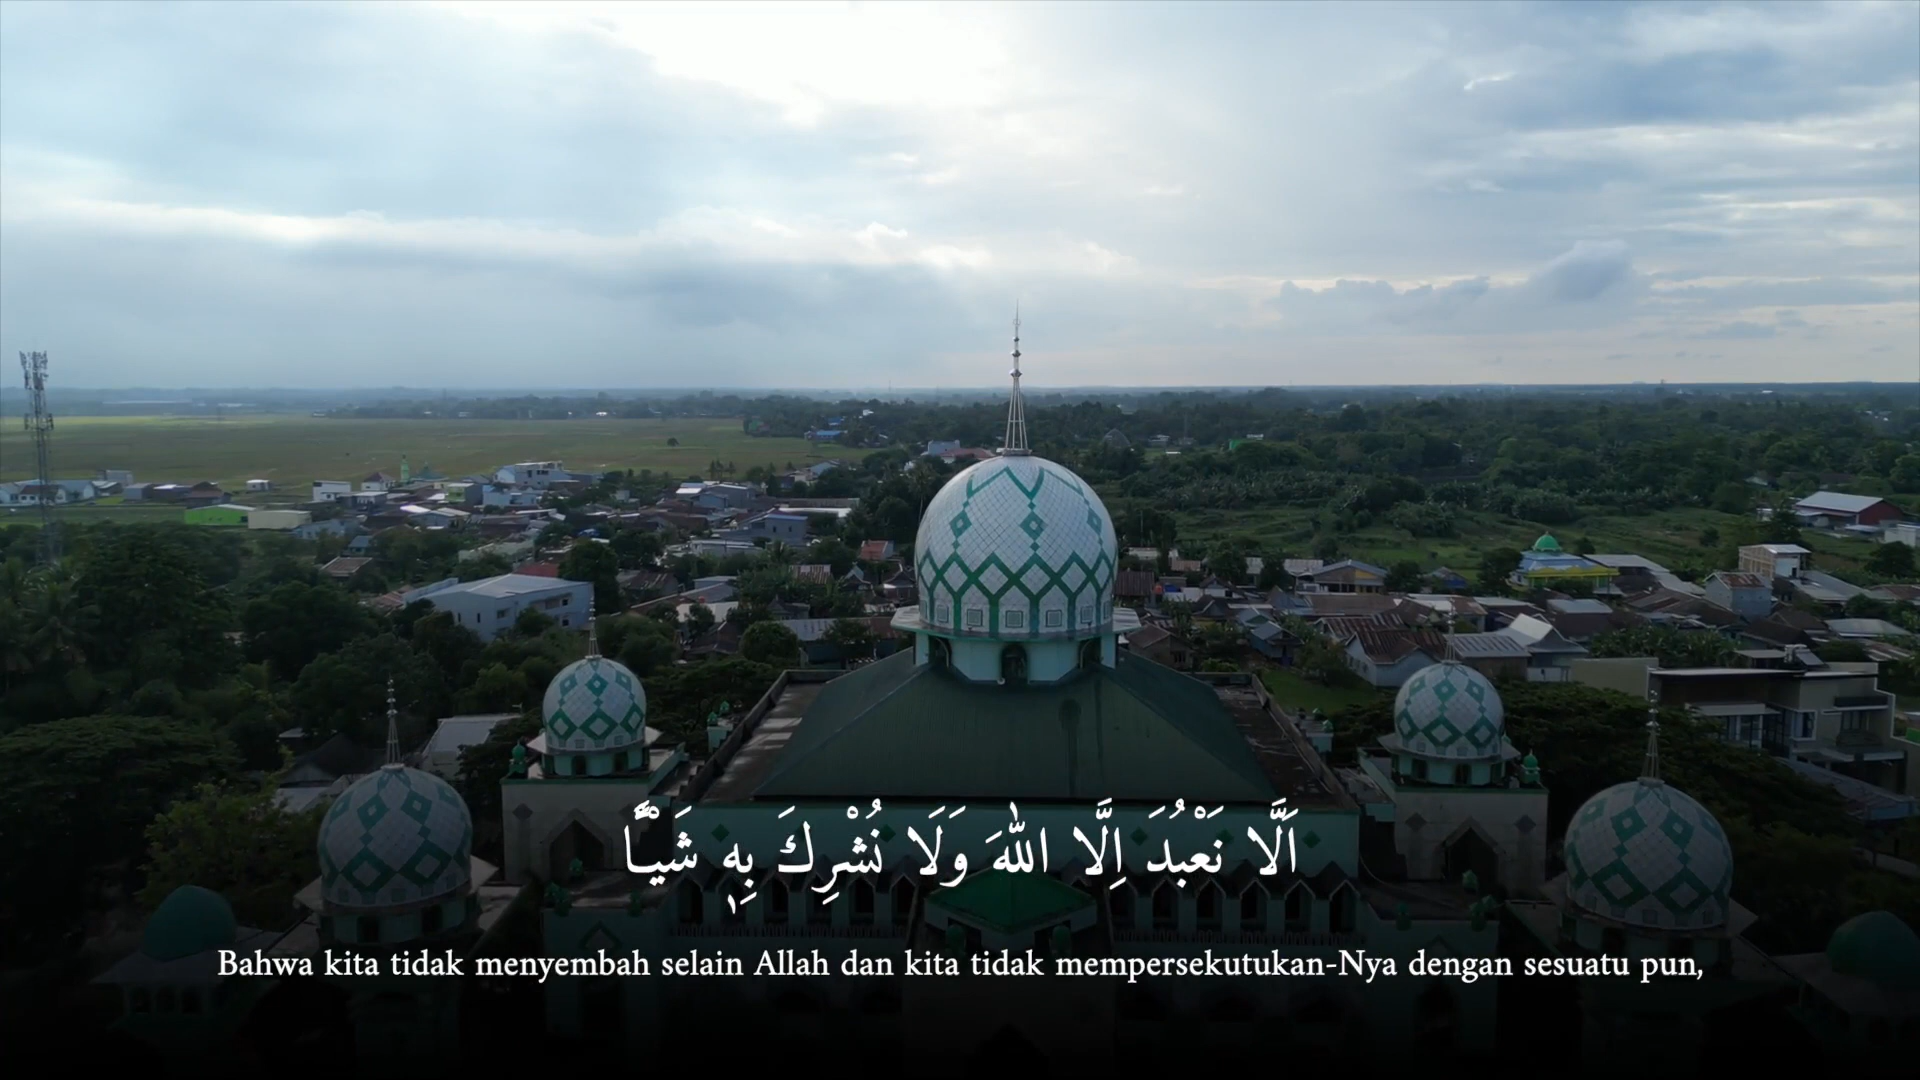 اَلَّا نَعْبُدَ اِلَّا اللّٰهَ وَلَا نُشْرِكَ بِهٖ شَيْـًٔا
Bahwa kita tidak menyembah selain Allah dan kita tidak mempersekutukan-Nya dengan sesuatu pun,